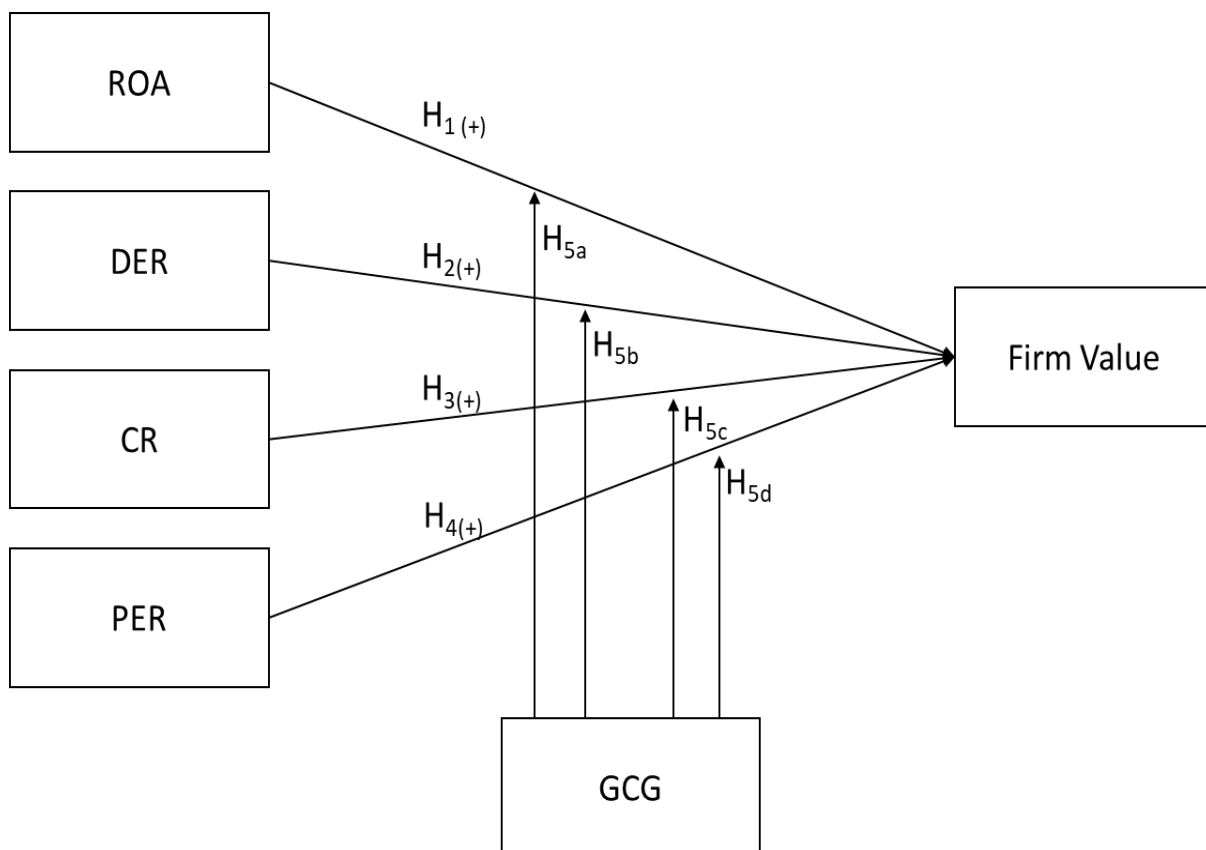 ROA
H1 (+)
DER
H5a
H2(+)
H5b
Firm Value
H3(+)
CR
H5c
H5d
H4(+)
PER
GCG